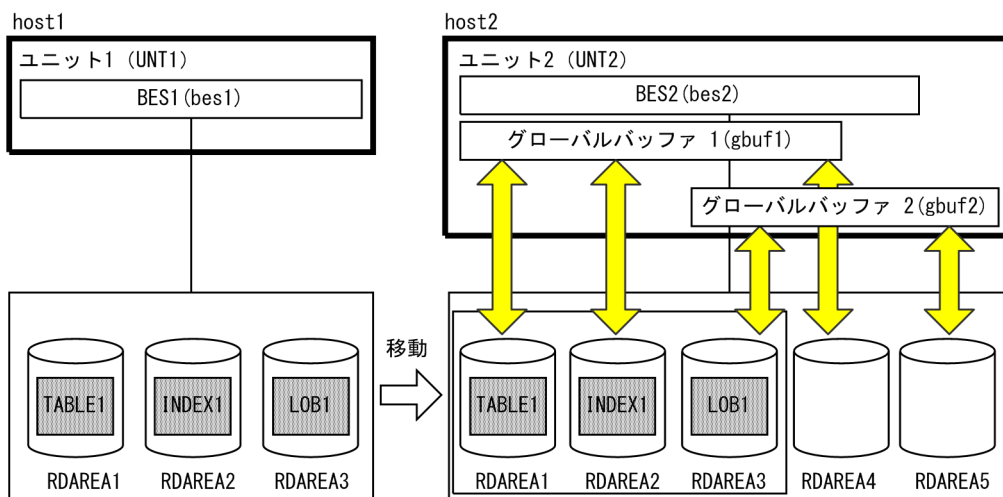 host1
ユニット1 (UNT1)
BES1(bes1)
host2
ユニット2 (UNT2)
BES2(bes2)
グローバルバッファ 1(gbuf1)
グローバルバッファ 2(gbuf2)
TABLE1
INDEX1
LOB1
RDAREA1
RDAREA2
RDAREA3
移動
TABLE1
INDEX1
LOB1
RDAREA1
RDAREA2
RDAREA3
RDAREA4
RDAREA5